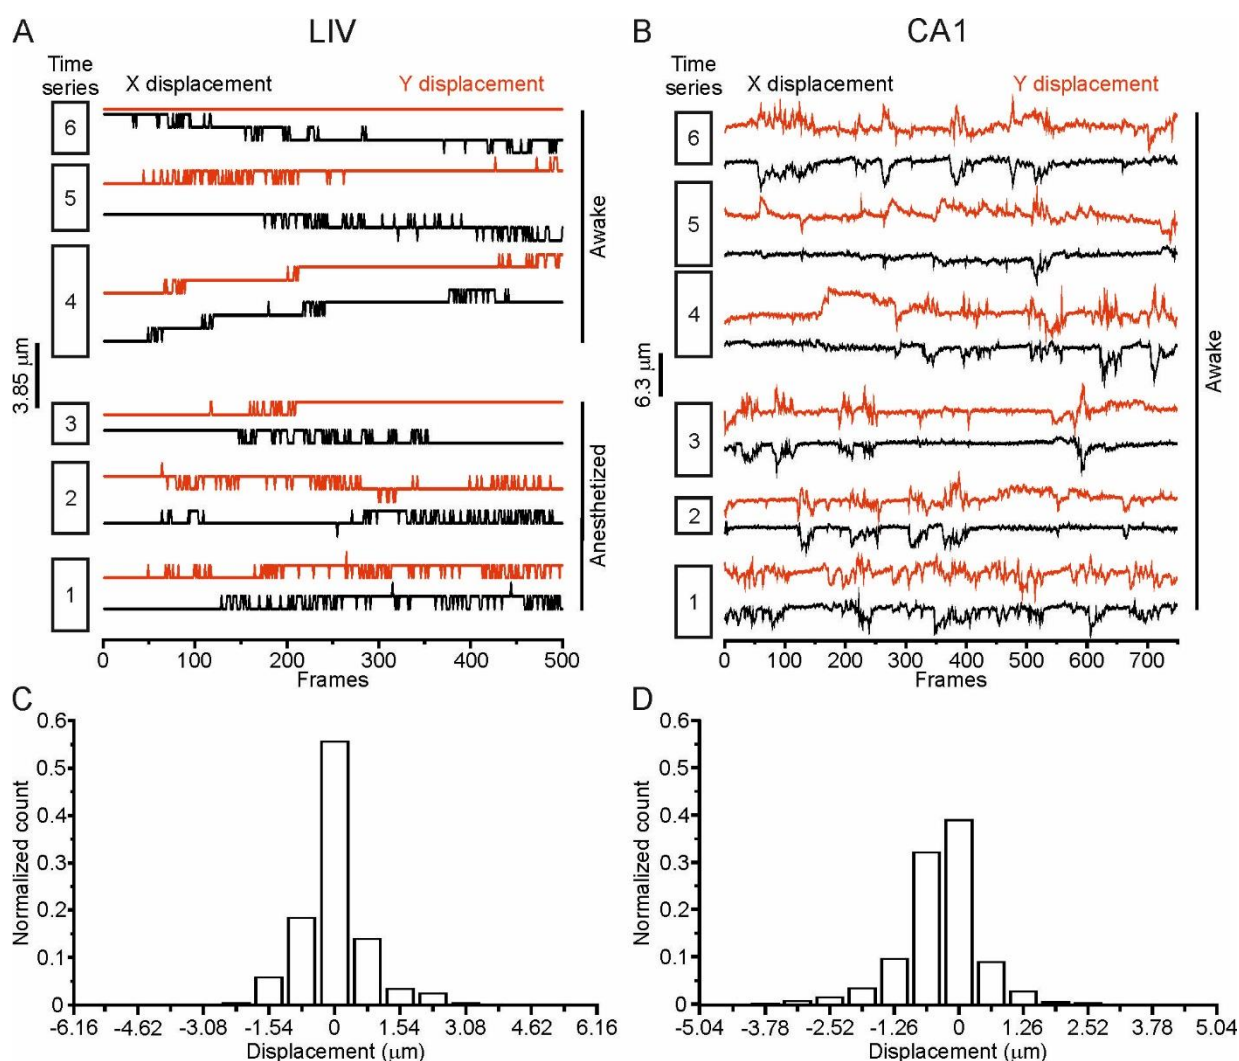 A
LIV
Time
series
X displacement
Y displacement
6
5
4
3
2
1
3.85 μm
Awake
Anesthetized
0
100
200
300
400
500
Frames
B
CA1
Time
series
X displacement
Y displacement
6
5
4
3
2
1
6.3 μm
Awake
0
100
200
300
400
500
600
700
Frames
C
Normalized count
0.6
0.5
0.4
0.3
0.2
0.1
0
-6.16
-4.62
-3.08
-1.54
0
1.54
3.08
4.62
6.16
Displacement (μm)
D
Normalized count
0.6
0.5
0.4
0.3
0.2
0.1
0
-5.04
-3.78
-2.52
-1.26
0
1.26
2.52
3.78
5.04
Displacement (μm)